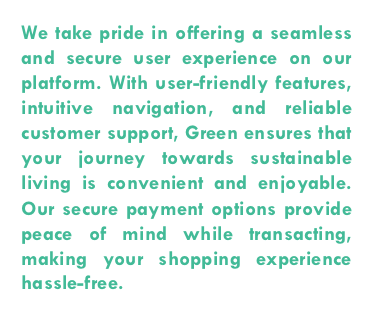 We take pride in offering a seamless
and secure user experience on our
platform. With user-friendly features,
intuitive navigation, and reliable
customer support, Green ensures that
your journey towards sustainable
living is convenient and enjoyable.
Our secure payment options provide
peace of mind while transacting,
making your shopping experience
hassle-free.